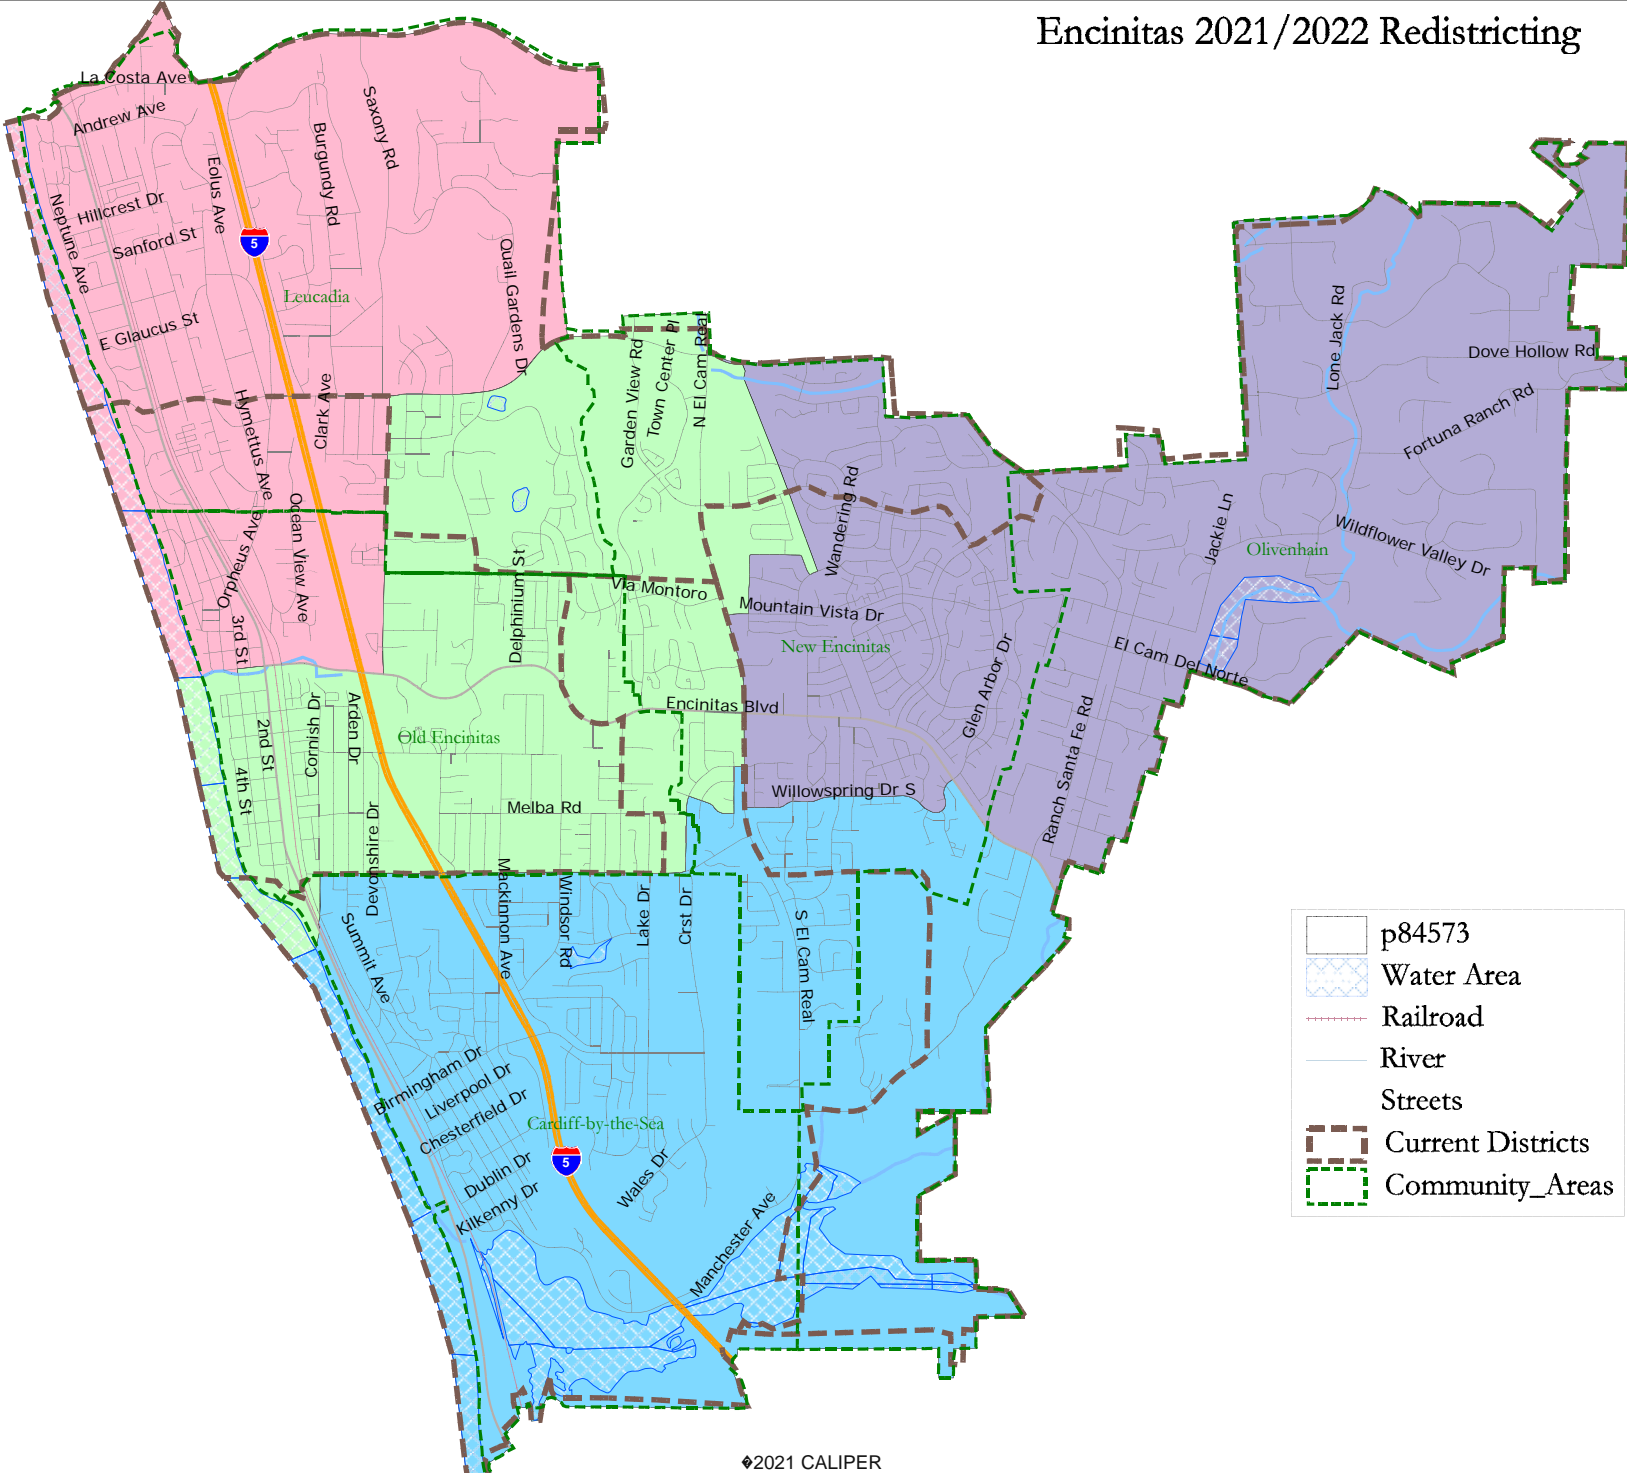 Encinitas 2021/2022 Redistricting
La Costa Ave
Andrew Ave
Saxony Rd
Burgundy Rd
Eolus Ave
Neptune Ave
Hillcrest Dr
Sanford St
5
Quail Gardens Dr
Leucadia
E Glaucus St
Garden View Rd
Town Center Pl
N El Cam Real
Lone Jack Rd
Dove Hollow Rd
Hymettus Ave
Clark Ave
Fortuna Ranch Rd
Wandering Rd
Jackie Ln
Orpheus Ave
Ocean View Ave
Olivenhain
Wildflower Valley Dr
Delphinium St
Via Montoro
Mountain Vista Dr
3rd St
New Encinitas
Glen Arbor Dr
El Cam Del Norte
Encinitas Blvd
2nd St
Cornish Dr
Arden Dr
Old Encinitas
Ranch Santa Fe Rd
4th St
Melba Rd
Willowspring Dr S
Devonshire Dr
Mackinnon Ave
Windsor Rd
Lake Dr
Crst Dr
Summit Ave
S El Cam Real
Birmingham Dr
Liverpool Dr
Chesterfield Dr
Cardiff-by-the-Sea
5
Dublin Dr
Kilkenny Dr
Wales Dr
Manchester Ave
p84573
Water Area
Railroad
River
Streets
Current Districts
Community_Areas
�2021 CALIPER